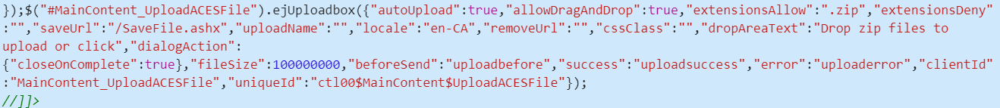 });$("#MainContent_UploadACESFile").ejUploadbox({"autoUpload":true,"allowDragAndDrop":true,"extensionsAllow":".zip","extensionsDeny"
:"","saveUrl":"/SaveFile.ashx","uploadName":"","locale":"en-CA","removeUrl":"","cssClass":"","dropAreaText":"Drop zip files to
upload or click","dialogAction":
{"closeOnComplete":true},"fileSize":100000000,"beforeSend":"uploadbefore","success":"uploadsuccess","error":"uploaderror","clientId"
:"MainContent_UploadACESFile","uniqueId":"ctl00$MainContent$UploadACESFile"});
//]]>